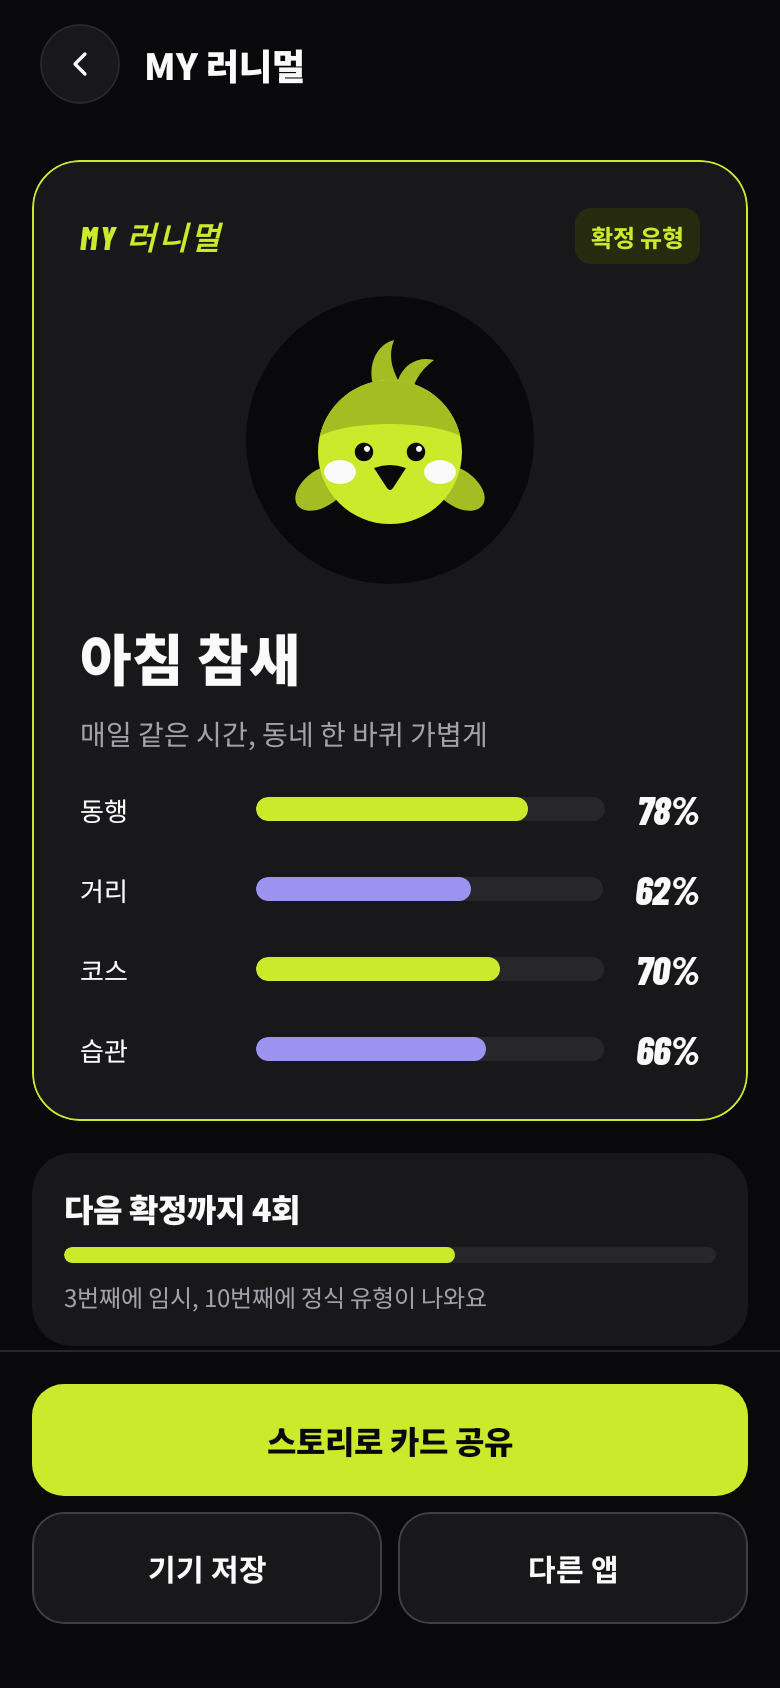 MY 러니멀
MY 러니멀
확정 유형
아침 참새
매일 같은 시간, 동네 한 바퀴 가볍게
동행 78%
거리 62%
코스 70%
습관 66%
다음 확정까지 4회
3번째에 임시, 10번째에 정식 유형이 나와요
스토리로 카드 공유
기기 저장
다른 앱